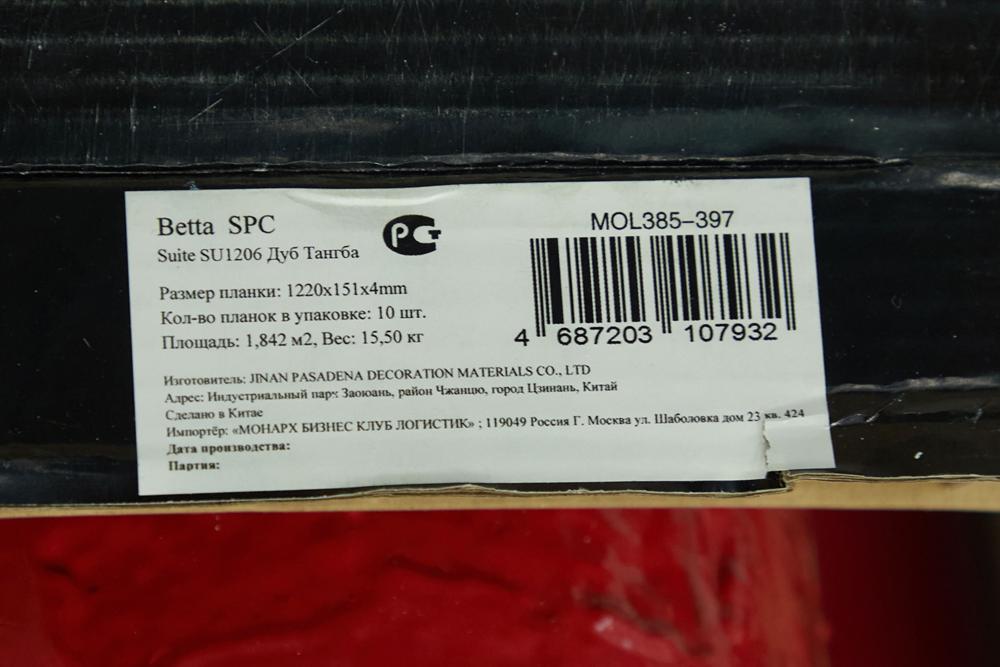 Betta SPC
Suite SU1206 Дуб Тангба
РСТ
Размер планки: 1220x151x4mm
Кол-во планок в упаковке: 10 шт.
Площадь: 1,842 м2, Вес: 15,50 кг
MOL385-397
4 687203 107932
Изготовитель: JINAN PASADENA DECORATION MATERIALS CO., LTD
Адрес: Индустриальный парк Заоюань, район Чжанцю, город Цзинань, Китай
Сделано в Китае
Импортёр: «МОНАРХ БИЗНЕС КЛУБ ЛОГИСТИК» ; 119049 Россия Г. Москва ул. Шаболовка дом 23 кв. 424
Дата производства:
Партия: